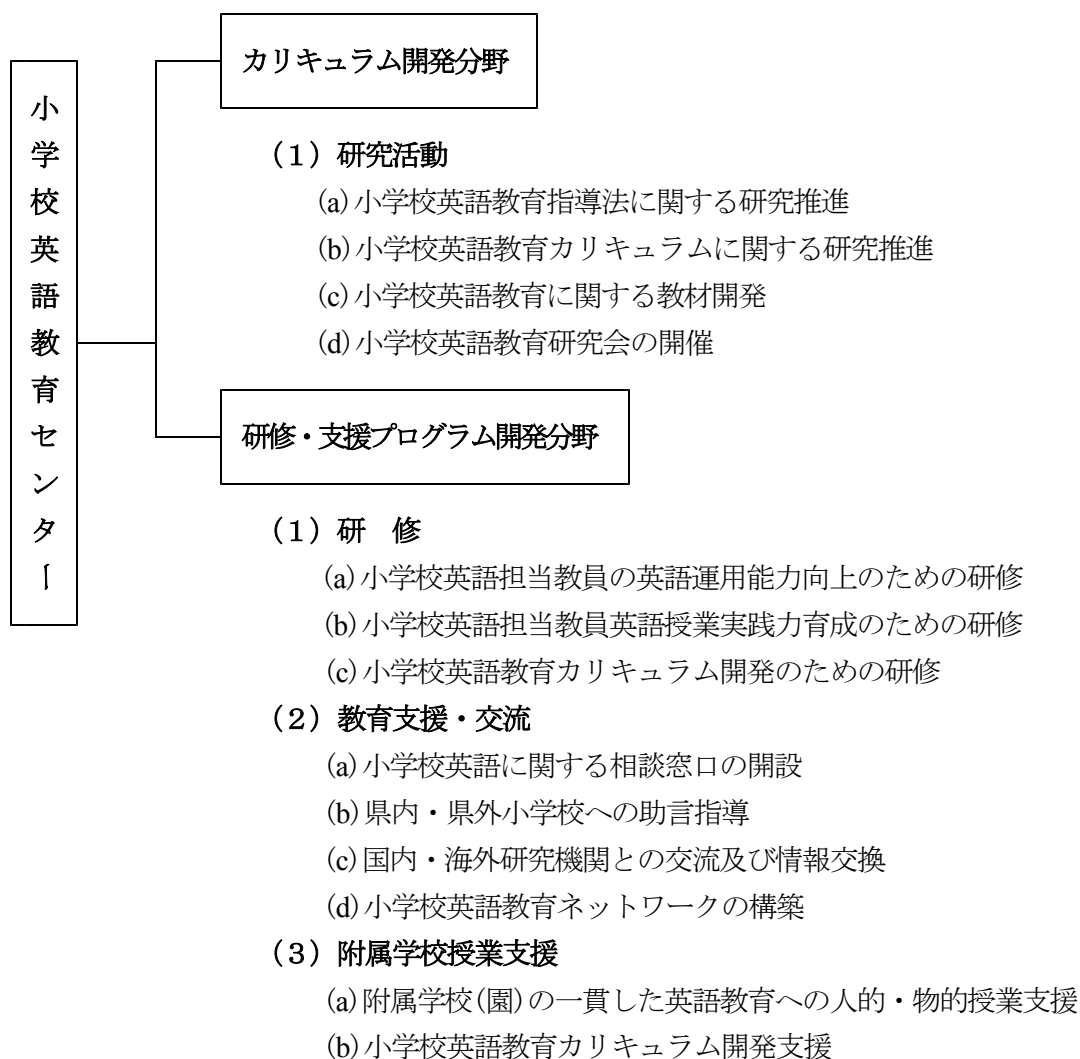 小学校英語教育センター
カリキュラム開発分野
(1)研究活動
(a)小学校英語教育指導法に関する研究推進
(b)小学校英語教育カリキュラムに関する研究推進
(c)小学校英語教育に関する教材開発
(d)小学校英語教育研究会の開催
研修・支援プログラム開発分野
(1)研 修
(a)小学校英語担当教員の英語運用能力向上のための研修
(b)小学校英語担当教員英語授業実践力育成のための研修
(c)小学校英語教育カリキュラム開発のための研修
(2)教育支援・交流
(a)小学校英語に関する相談窓口の開設
(b)県内・県外小学校への助言指導
(c)国内・海外研究機関との交流及び情報交換
(d)小学校英語教育ネットワークの構築
(3)附属学校授業支援
(a)附属学校(園)の一貫した英語教育への人的・物的授業支援
(b)小学校英語教育カリキュラム開発支援